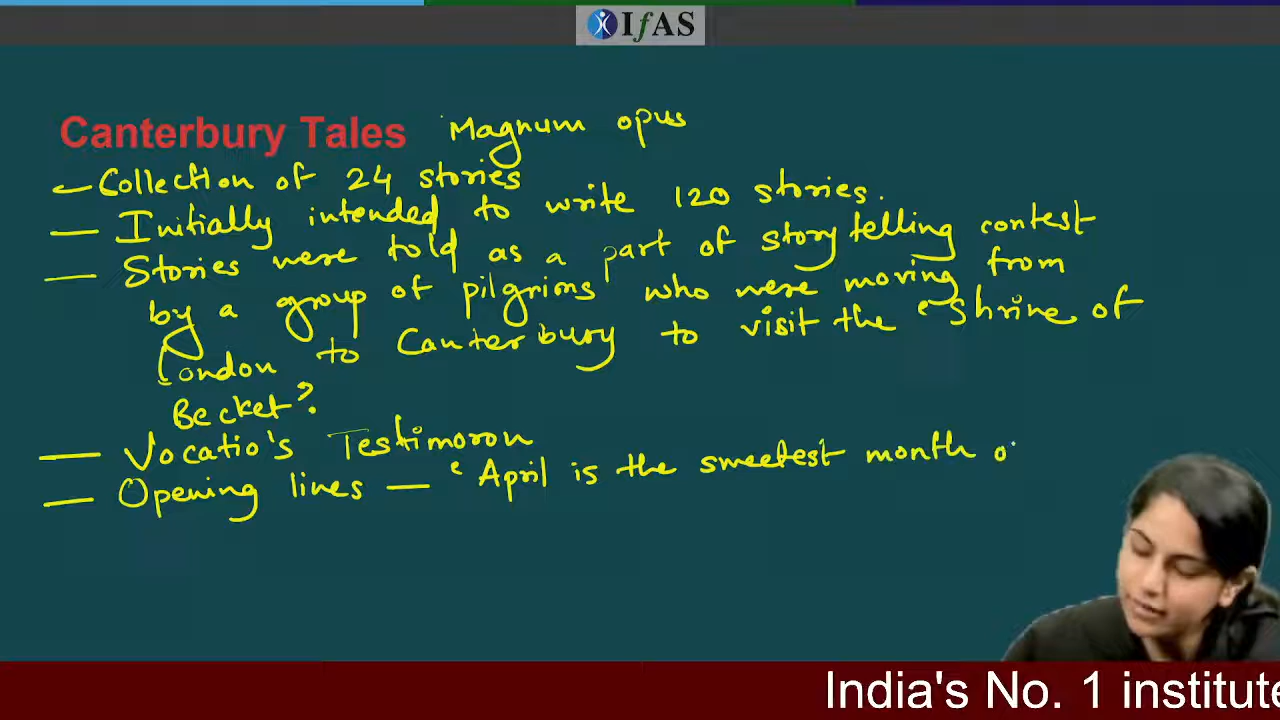 IfAS
Canterbury Tales Magnum opus
– Collection of 24 stories
– Initially intended to write 120 stories.
– Stories were told as a part of story telling contest
by a group of pilgrims who were moving from
London to Canterbury to visit the 'Shrine of
Becket'.
– Vocatio's Testimoron
– Opening lines – 'April is the sweetest month o
India's No. 1 institute